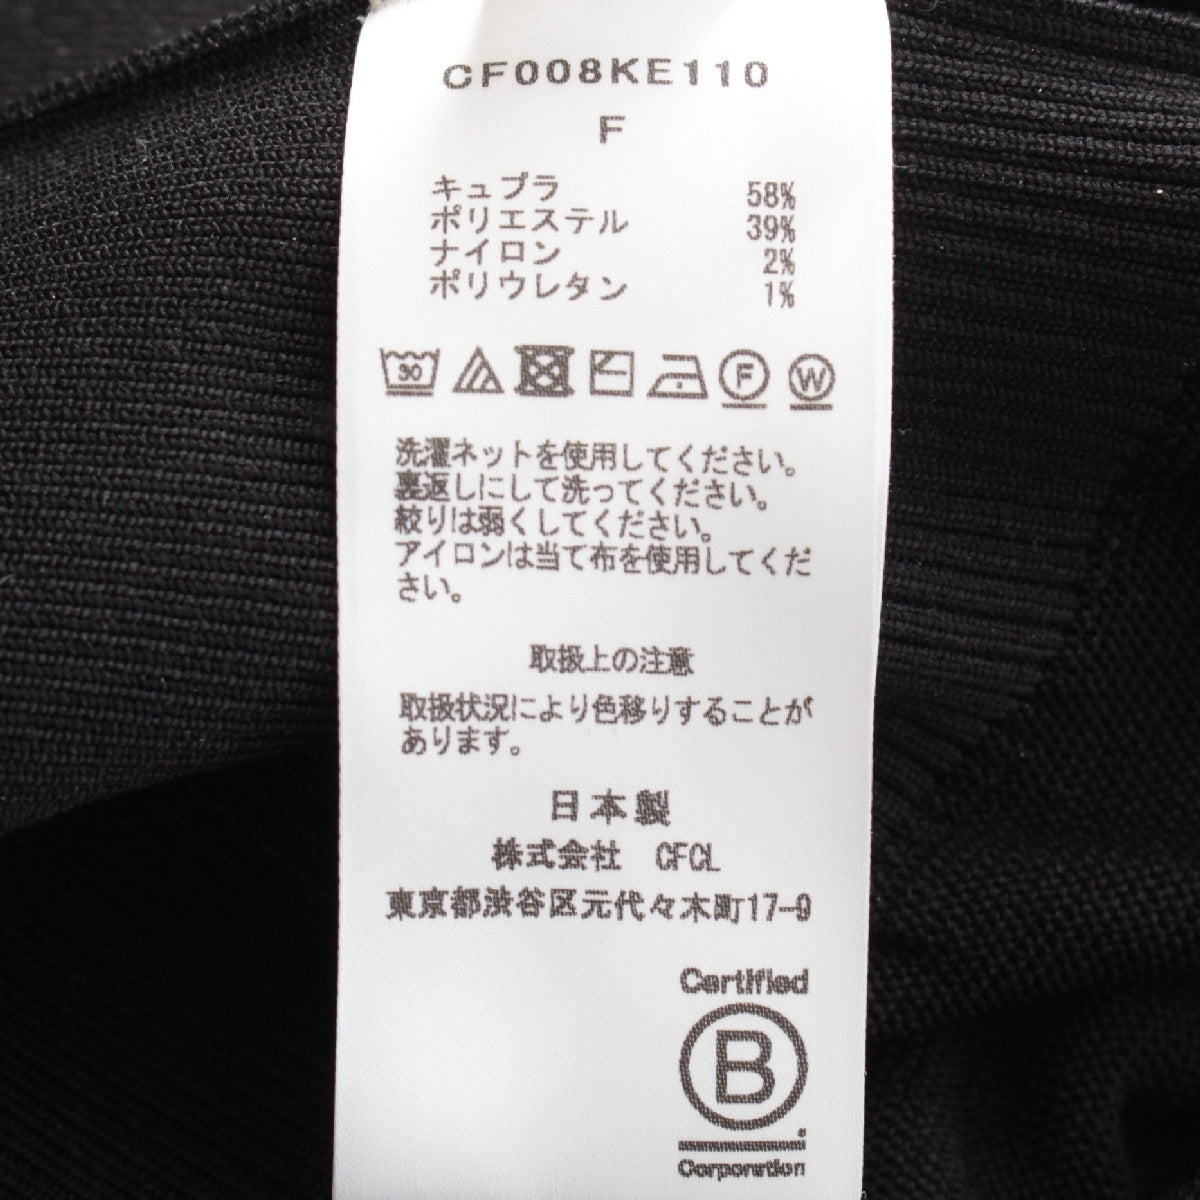 CF008KE110
F
キュプラ 58%
ポリエステル 39%
ナイロン 2%
ポリウレタン 1%
30 F W
洗濯ネットを使用してください。
裏返しにして洗ってください。
絞りは弱くしてください。
アイロンは当て布を使用してくだ
さい。
取扱上の注意
取扱状況により色移りすることが
あります。
日本製
株式会社 CFCL
東京都渋谷区元代々木町17-9
Certified
B
Corporation